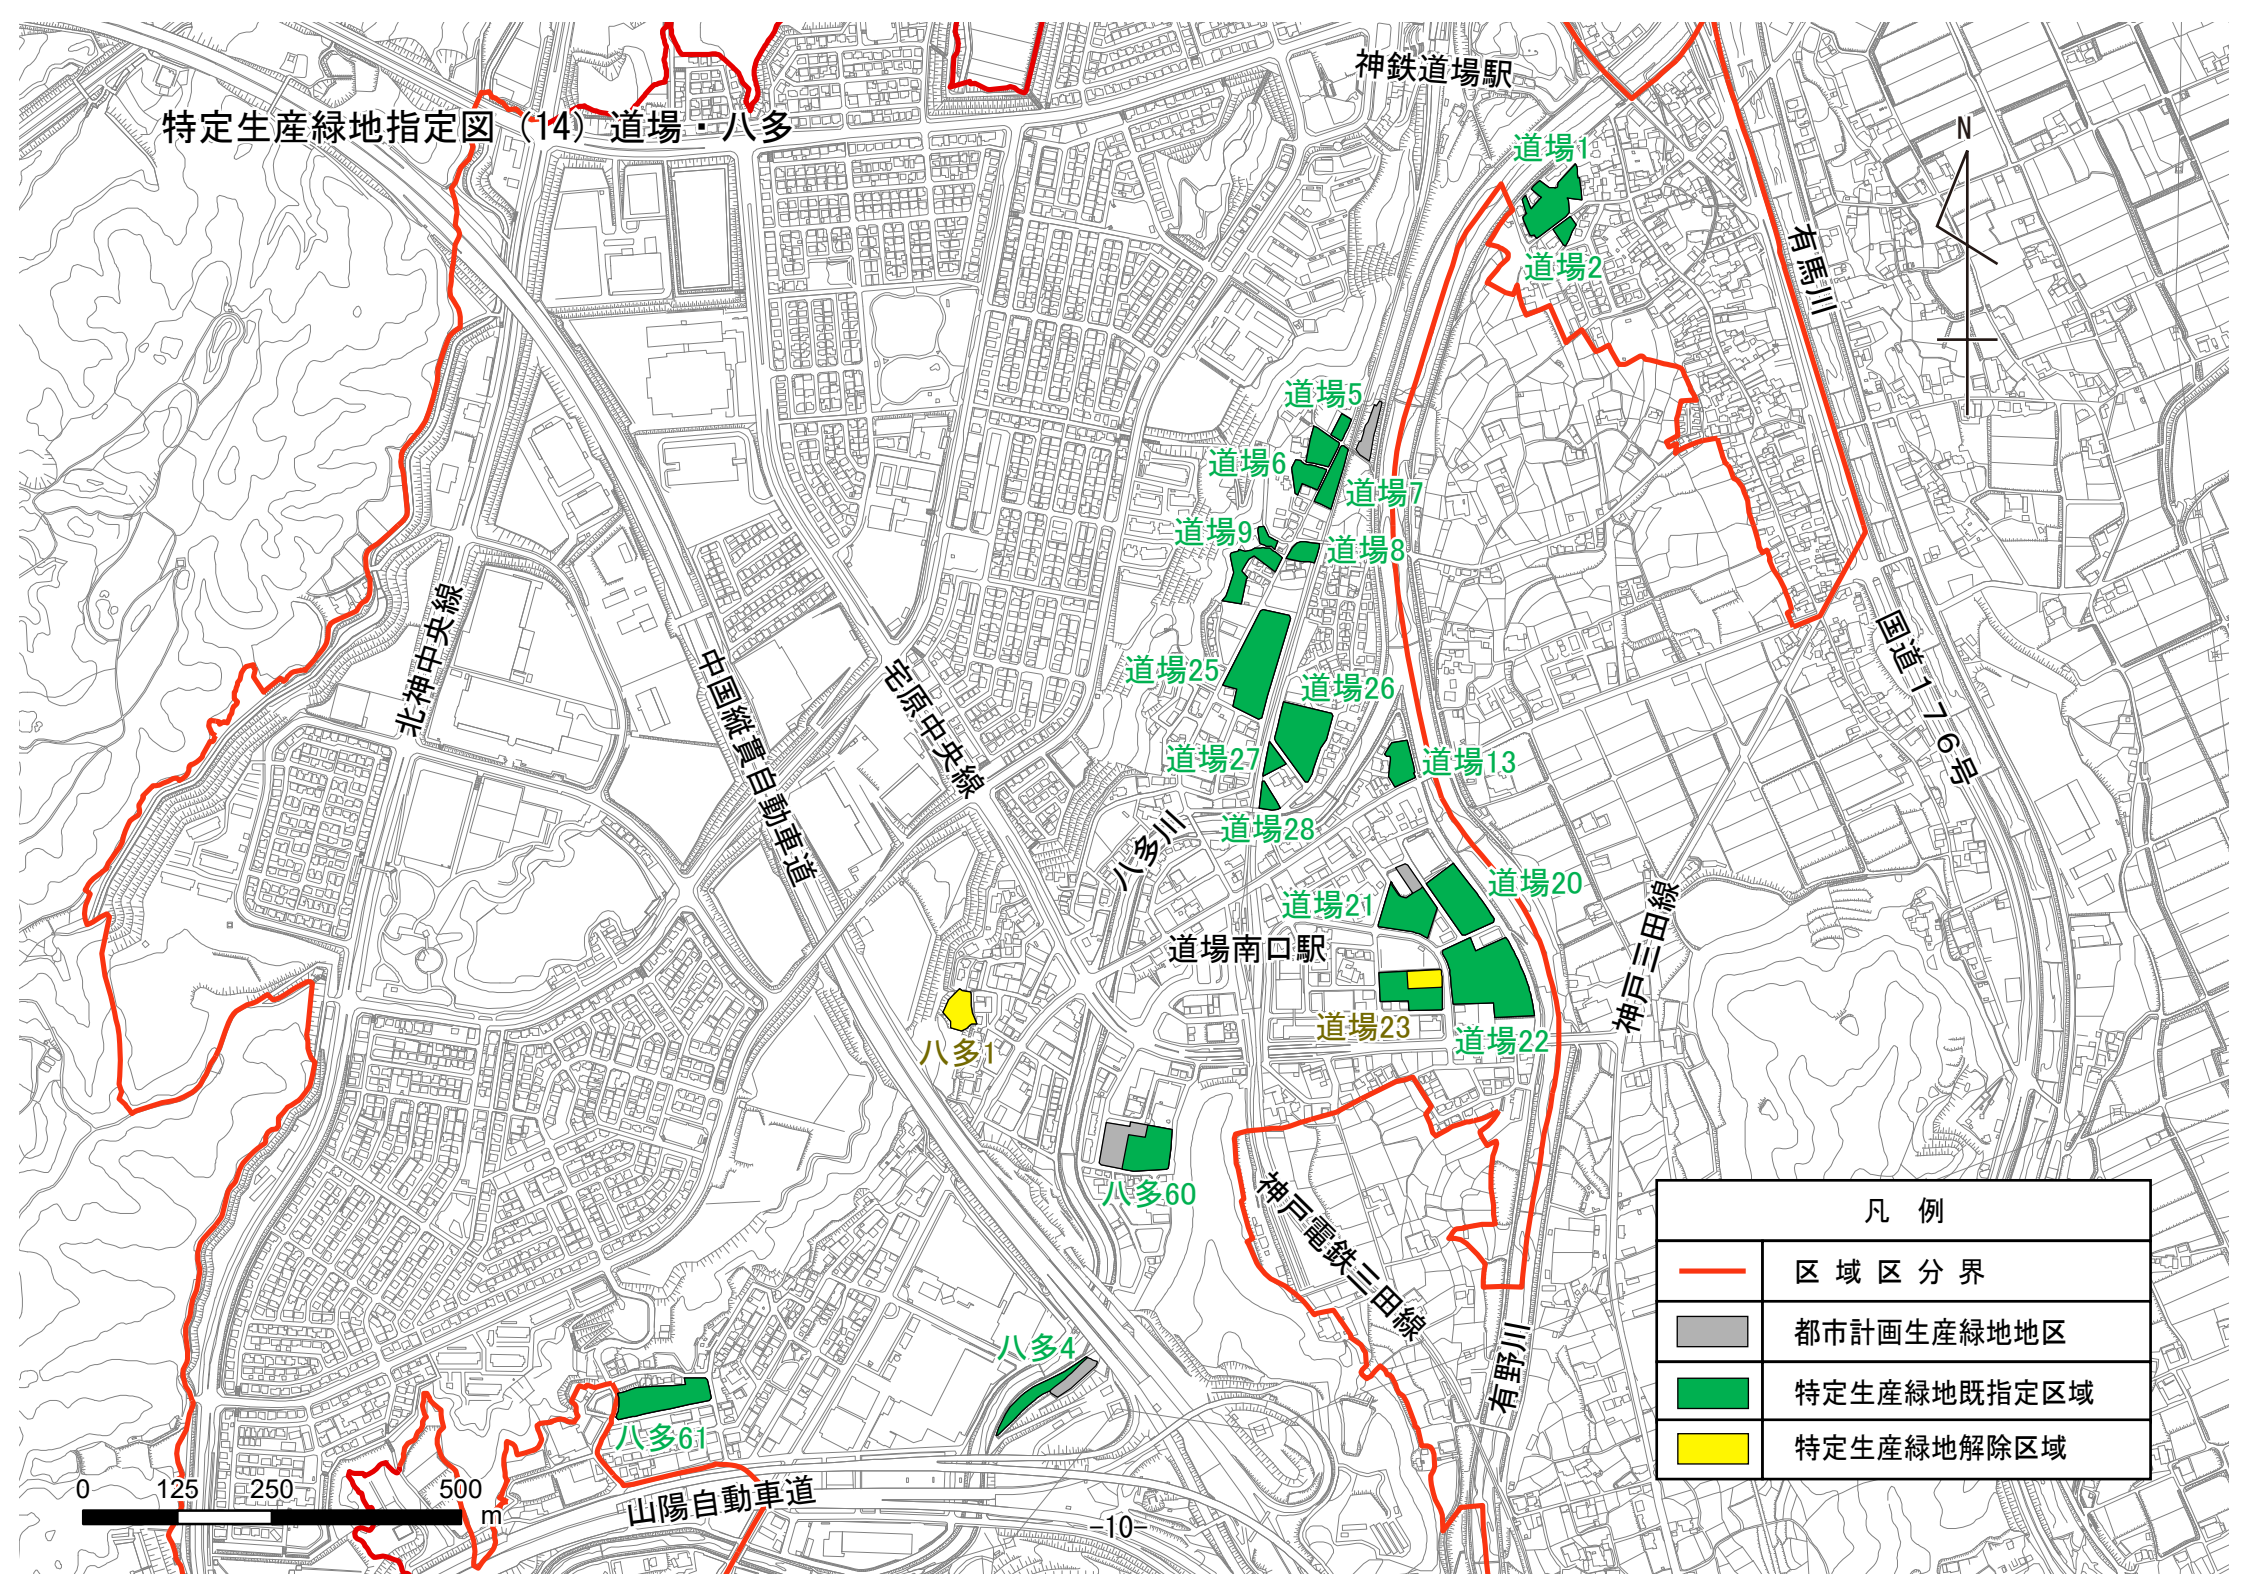 特定生産緑地指定図（14）道場・八多
神鉄道場駅
N
道場1
道場2
有馬川
道場5
道場6
道場7
道場9
道場8
北神中央線
中国縦貫自動車道
宅原中央線
道場25
道場26
国道176号
道場27
道場13
道場28
八多川
道場20
道場21
神戸三田線
道場南口駅
道場23
道場22
八多1
八多60
神戸電鉄三田線
八多4
有野川
八多61
山陽自動車道
0 125 250 500
m
-10-
凡 例
区域区分界
都市計画生産緑地地区
特定生産緑地既指定区域
特定生産緑地解除区域